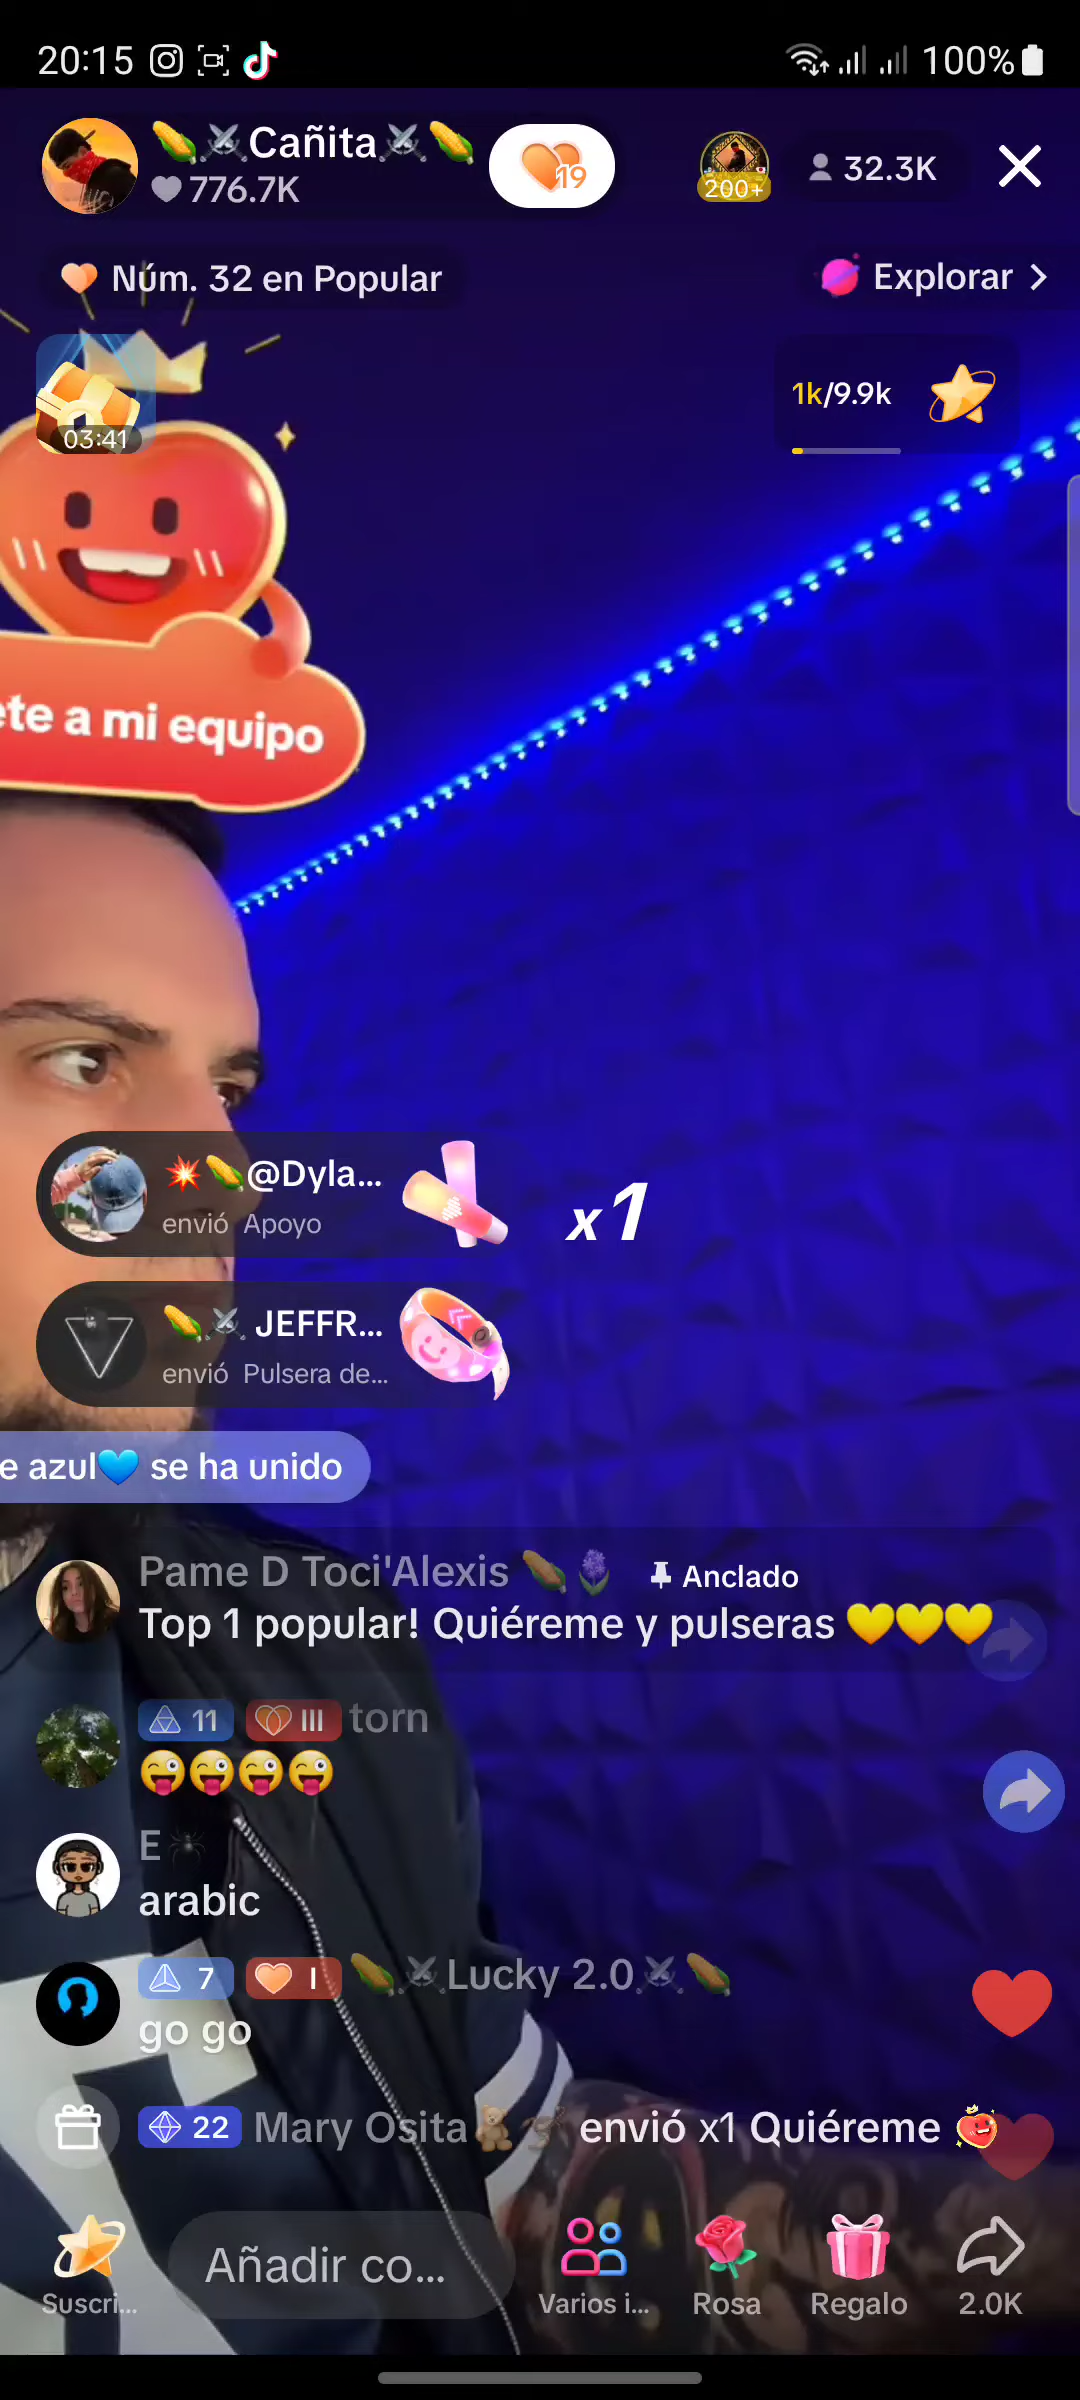 20:15
100%
🌽⚔️Cañita⚔️🌽
776.7K
19
200+
32.3K
Núm. 32 en Popular
Explorar
03:41
1k/9.9k
ete a mi equipo
💥🌽@Dyla...
envió Apoyo
x1
🌽⚔️ JEFFR...
envió Pulsera de...
e azul💙 se ha unido
Pame D Toci'Alexis 🌽🪻 Anclado
Top 1 popular! Quiéreme y pulseras 💛💛💛
11 III torn
😜😜😜😜
E🕷️
arabic
7 I 🌽⚔️Lucky 2.0⚔️🌽
go go
22 Mary Osita🧸 envió x1 Quiéreme
Añadir co...
Suscri...
Varios i...
Rosa
Regalo
2.0K